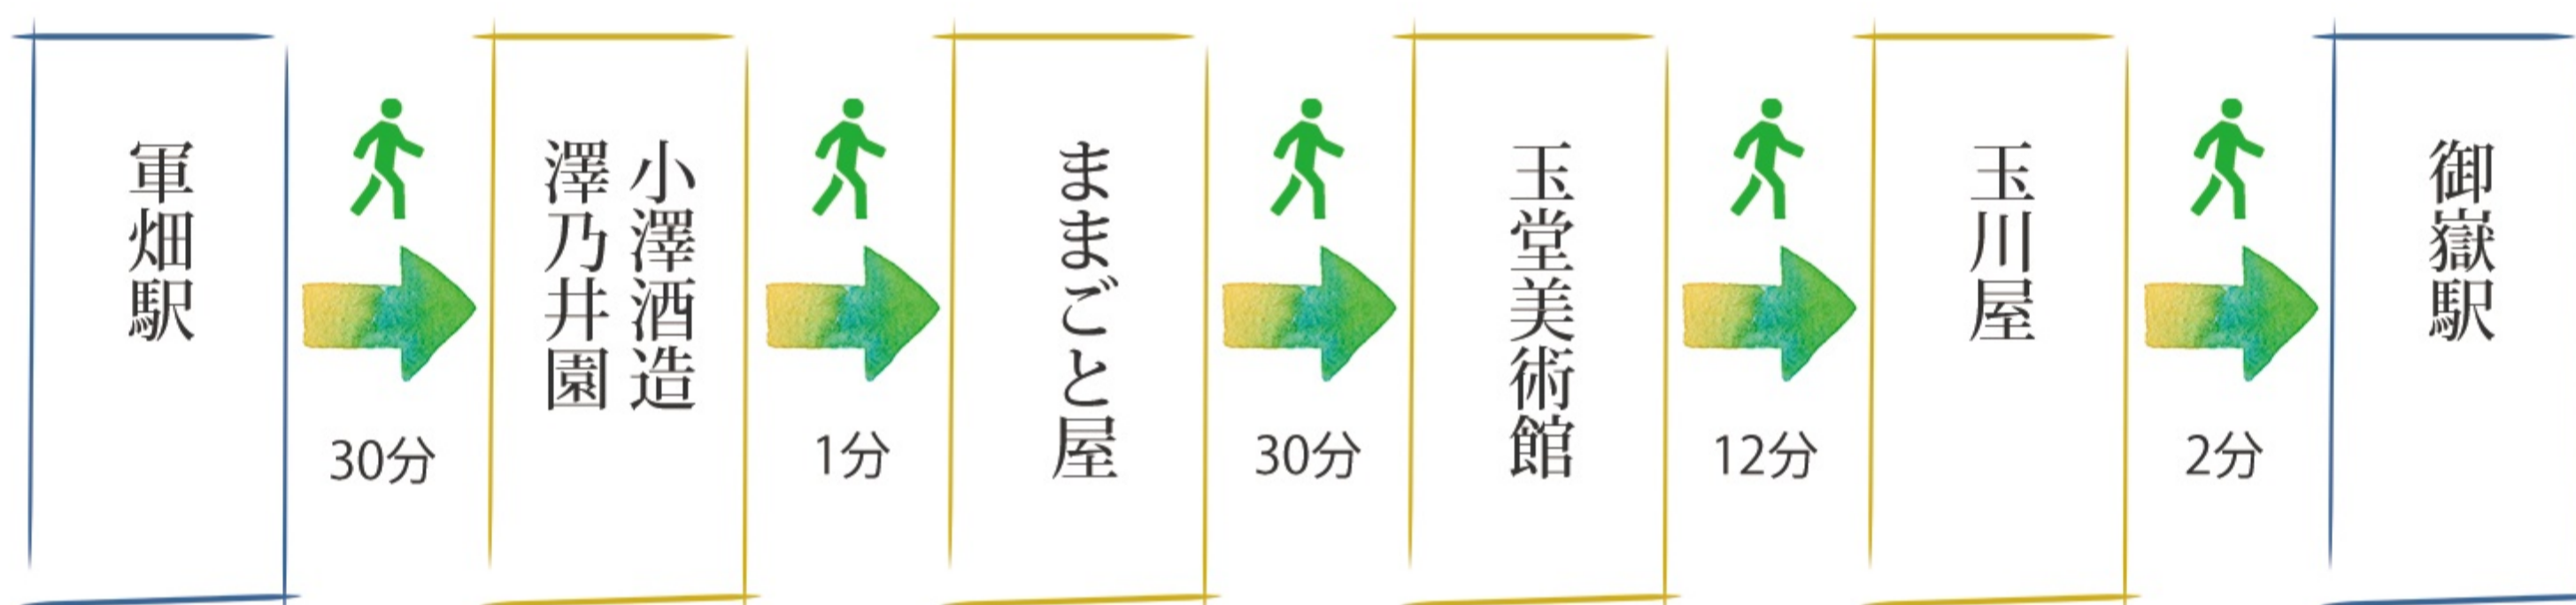 軍畑駅
30分
小澤酒造
澤乃井園
1分
ままごと屋
30分
玉堂美術館
12分
玉川屋
2分
御嶽駅